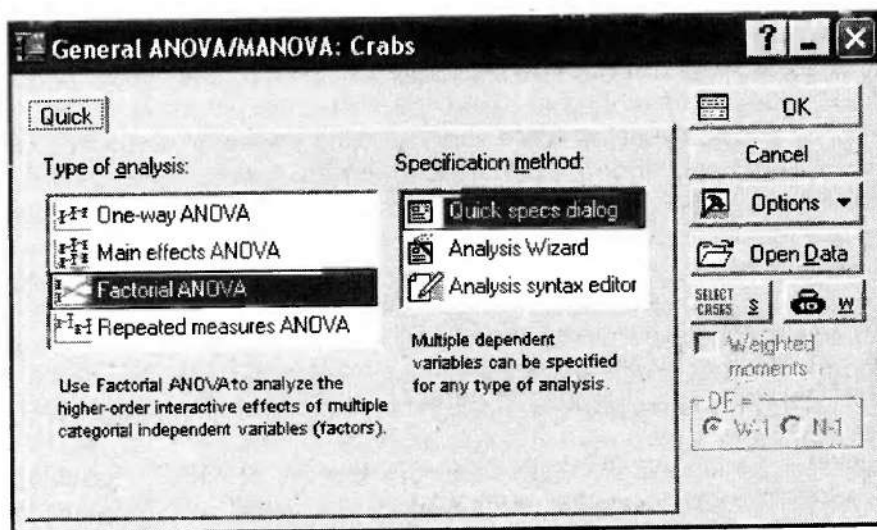 General ANOVA/MANOVA: Crabs
Quick
Type of analysis:
One-way ANOVA
Main effects ANOVA
Factorial ANOVA
Repeated measures ANOVA
Use Factorial ANOVA to analyze the
higher-order interactive effects of multiple
categorial independent variables (factors).
Specification method:
Quick specs dialog
Analysis Wizard
Analysis syntax editor
Multiple dependent
variables can be specified
for any type of analysis.
OK
Cancel
Options
Open Data
SELECT
CASES S
W
Weighted
moments
DF =
W-1 N-1